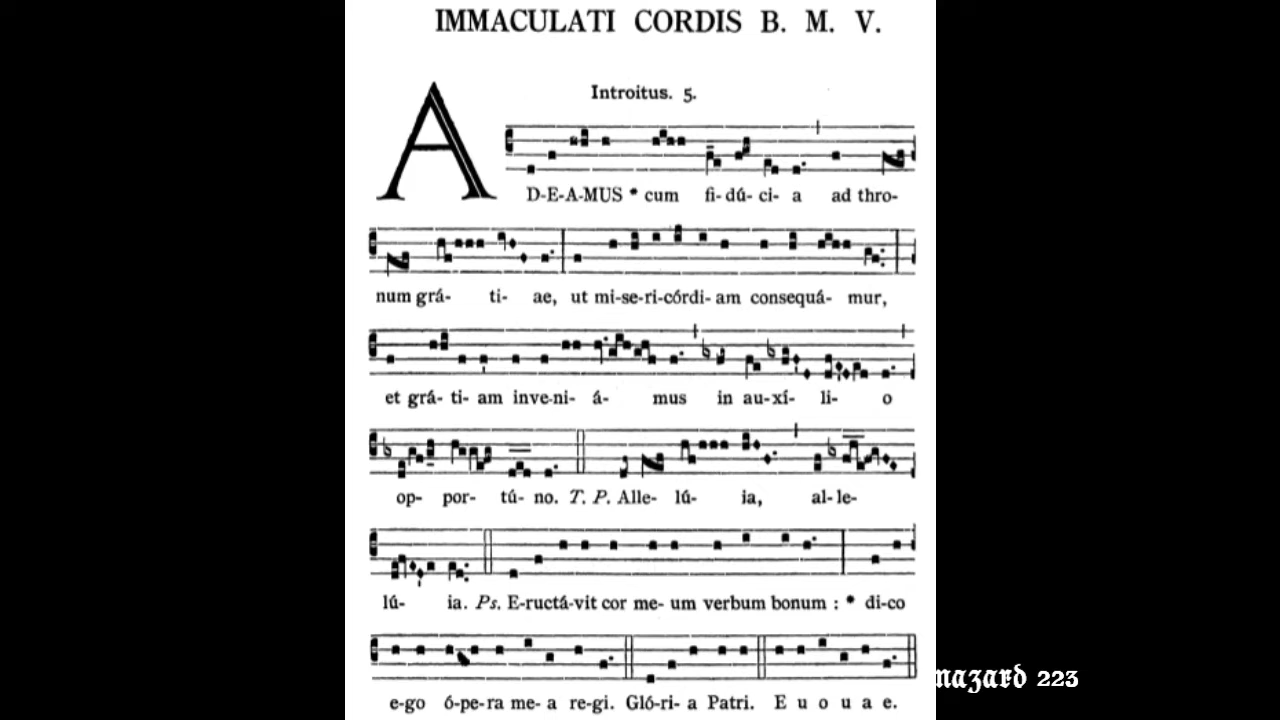 IMMACULATI CORDIS B. M. V.
Introitus. 5.
AD-E-A-MUS * cum fi-dú-ci-a ad thro-
num grá- ti- ae, ut mi-se-ri-córdi-am consequá- mur,
et grá-ti-am inve-ni-á- mus in au-xí- li- o
op- por- tú-no. T. P. Alle- lú- ia, al-le-
lú- ia. Ps. E-ructá-vit cor me-um verbum bonum : * di-co
e-go ó-pe-ra me-a re-gi. Gló-ri-a Patri. E u o u a e.
nazard 223